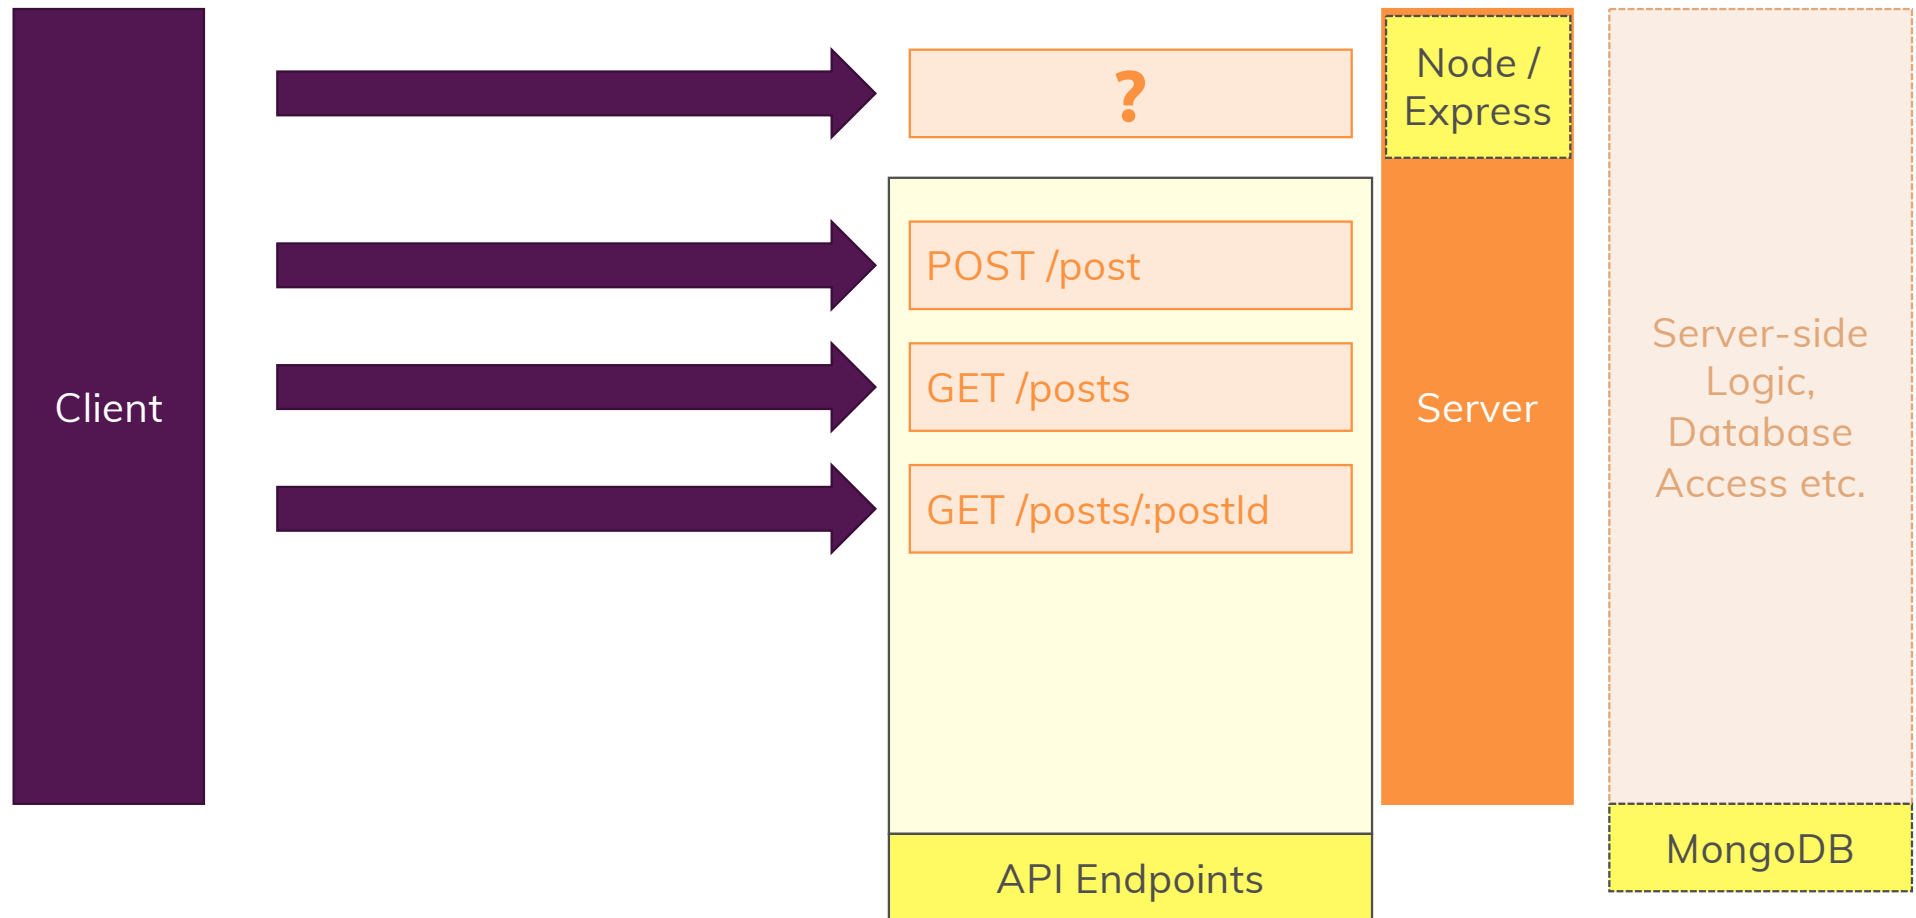 Client
?
POST /post
GET /posts
GET /posts/:postId
API Endpoints
Node /
Express
Server
Server-side
Logic,
Database
Access etc.
MongoDB